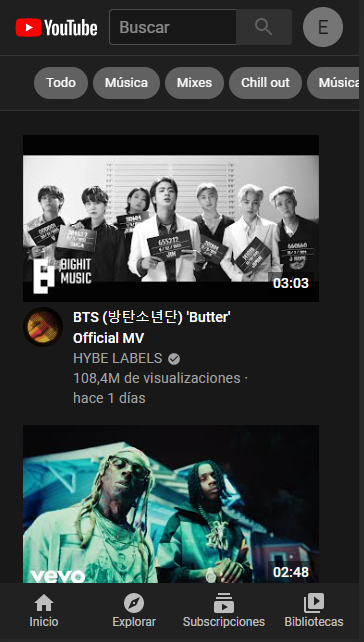 YouTube
Buscar
E
Todo
Música
Mixes
Chill out
Música
BIGHIT
MUSIC
03:03
BTS (방탄소년단) 'Butter'
Official MV
HYBE LABELS
108,4M de visualizaciones ·
hace 1 días
vevo
02:48
Inicio
Explorar
Subscripciones
Bibliotecas